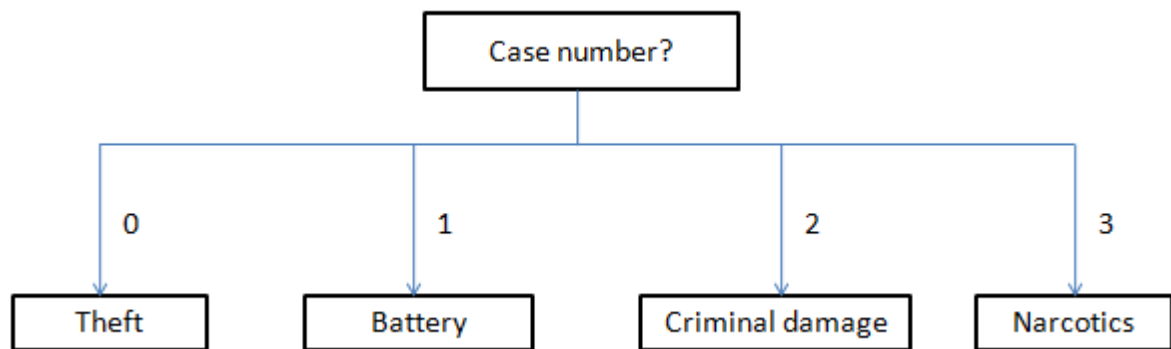 Case number?
0
1
2
3
Theft
Battery
Criminal damage
Narcotics